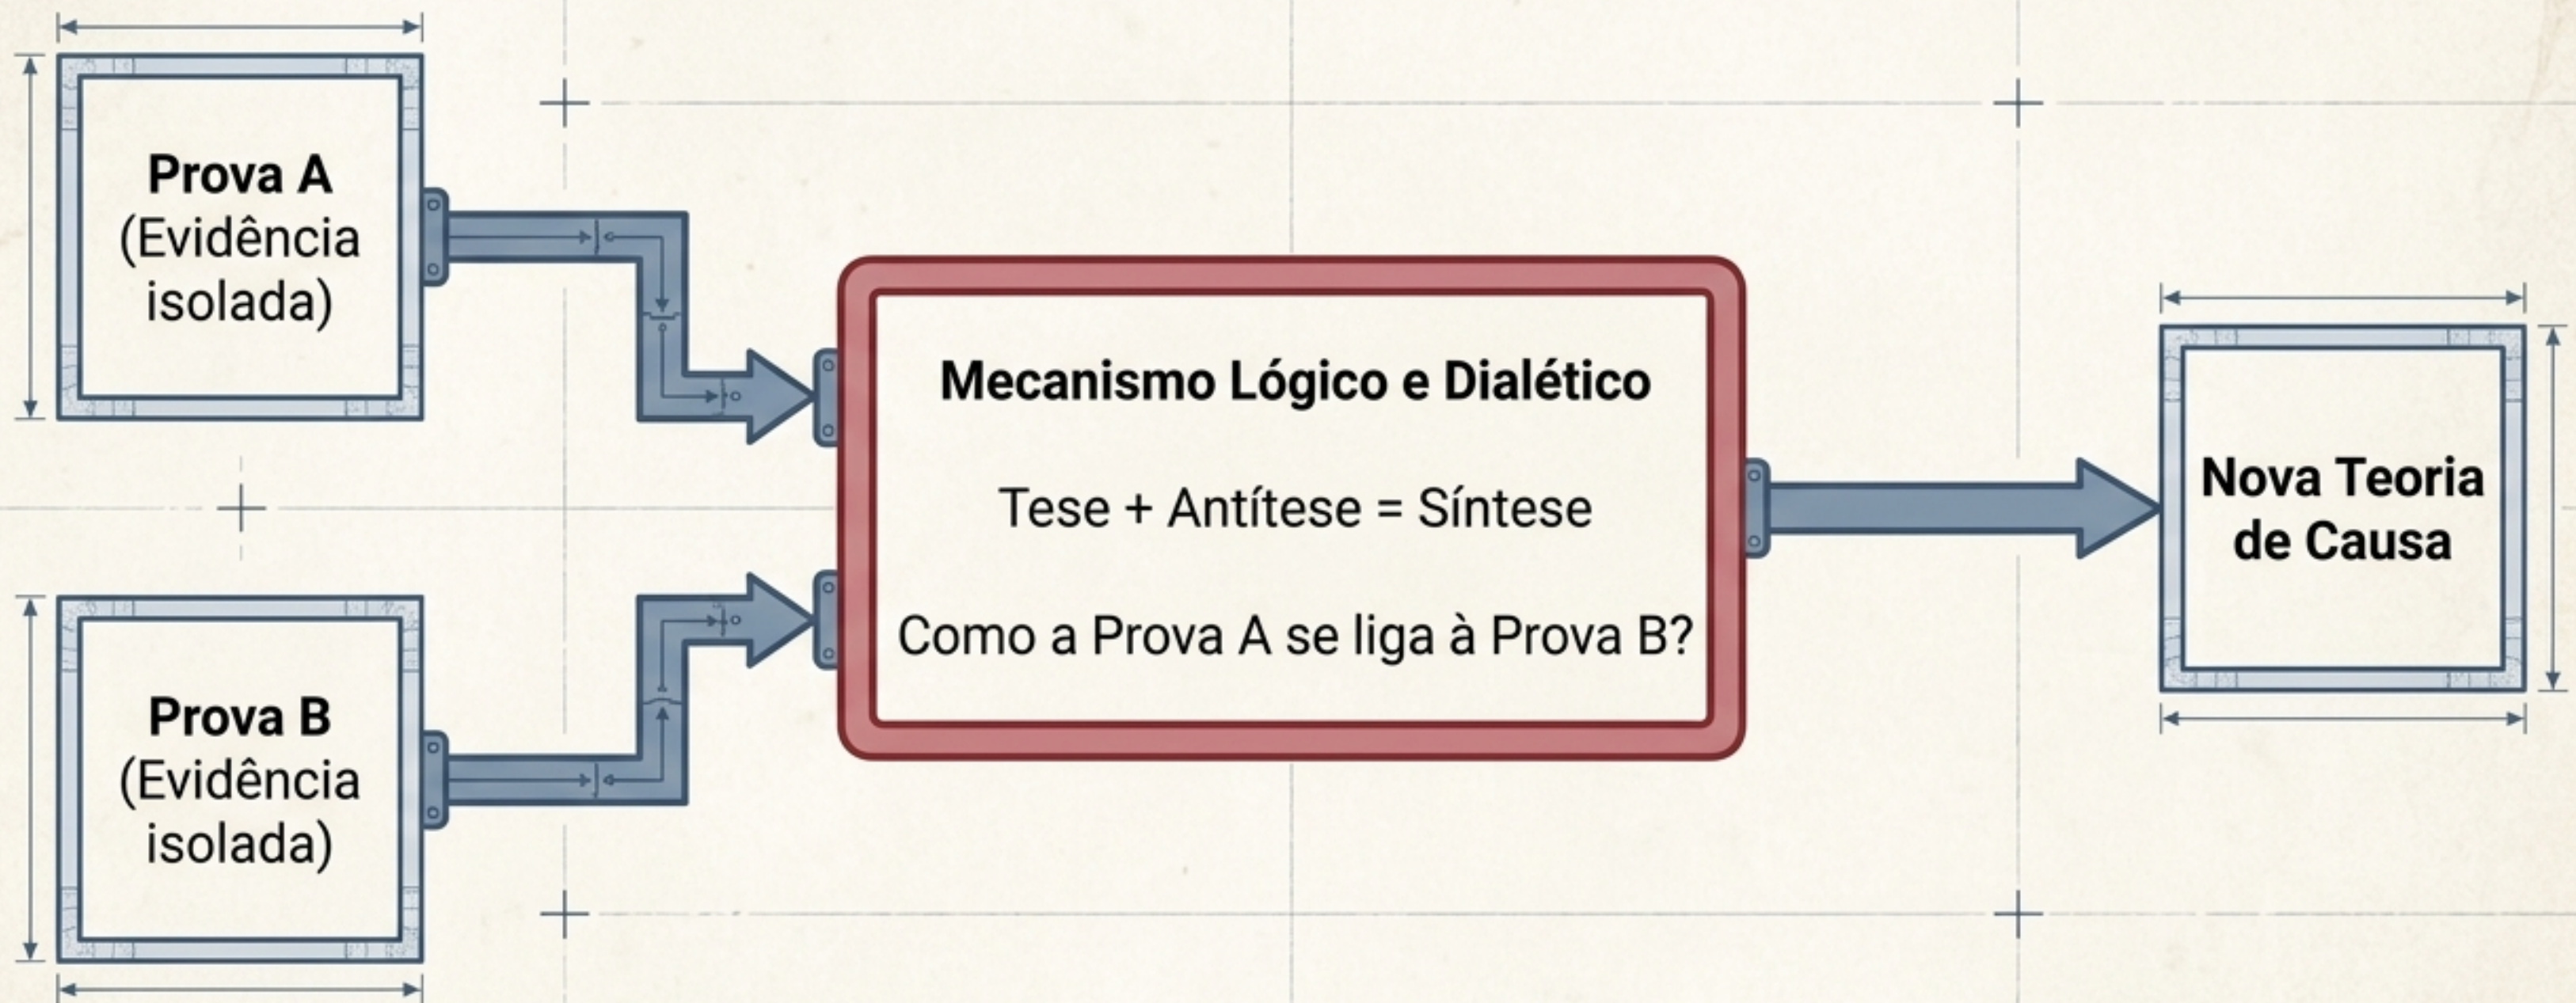 Prova A
(Evidência
isolada)
Mecanismo Lógico e Dialético
Tese + Antítese = Síntese
Como a Prova A se liga à Prova B?
Prova B
(Evidência
isolada)
Nova Teoria
de Causa